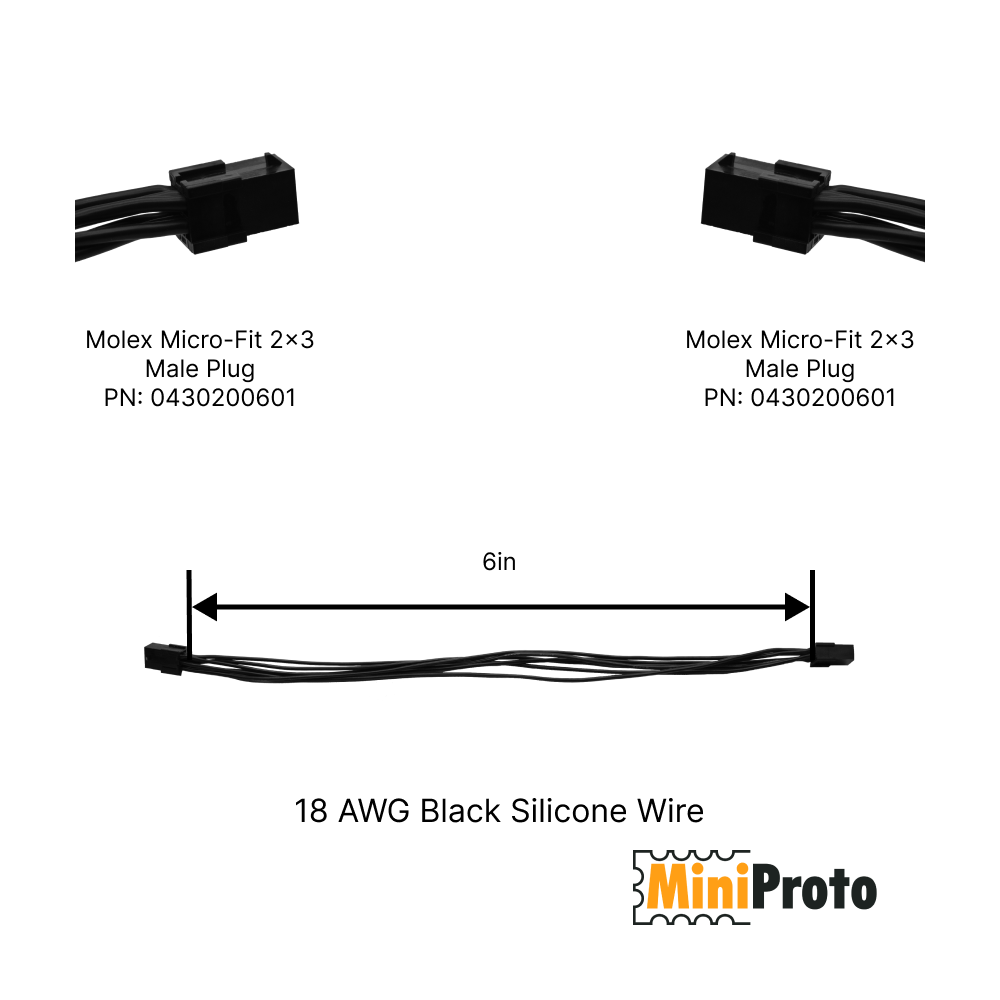 Molex Micro-Fit 2×3
Male Plug
PN: 0430200601
Molex Micro-Fit 2×3
Male Plug
PN: 0430200601
6in
18 AWG Black Silicone Wire
MiniProto